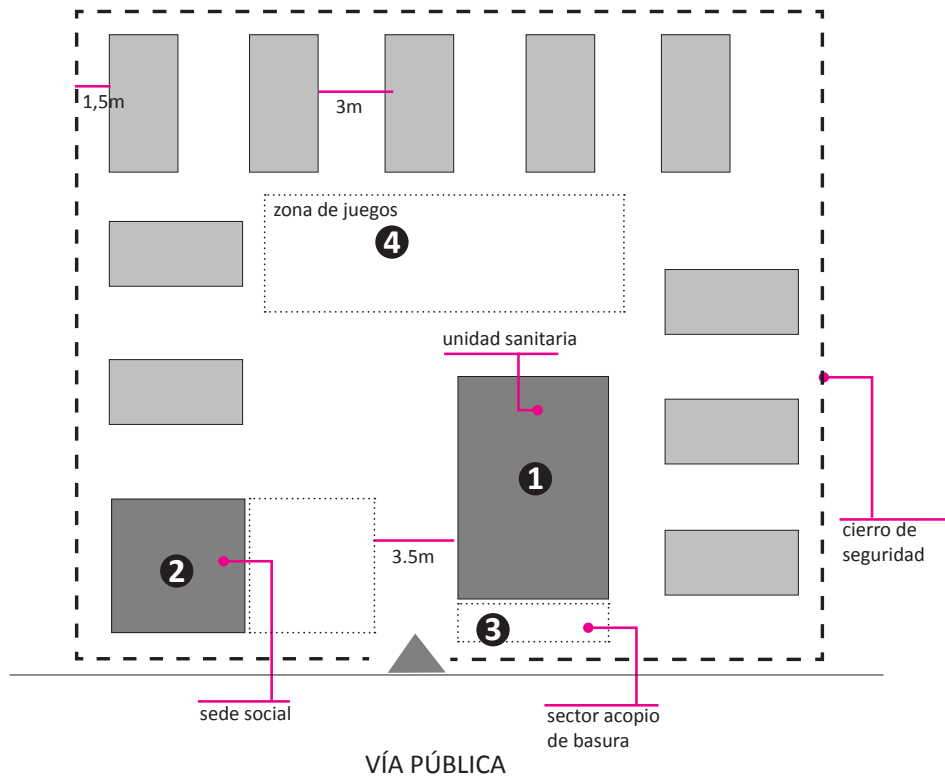 1,5m
3m
zona de juegos
4
unidad sanitaria
1
cierro de
seguridad
2
3.5m
3
sede social
sector acopio
de basura
VÍA PÚBLICA